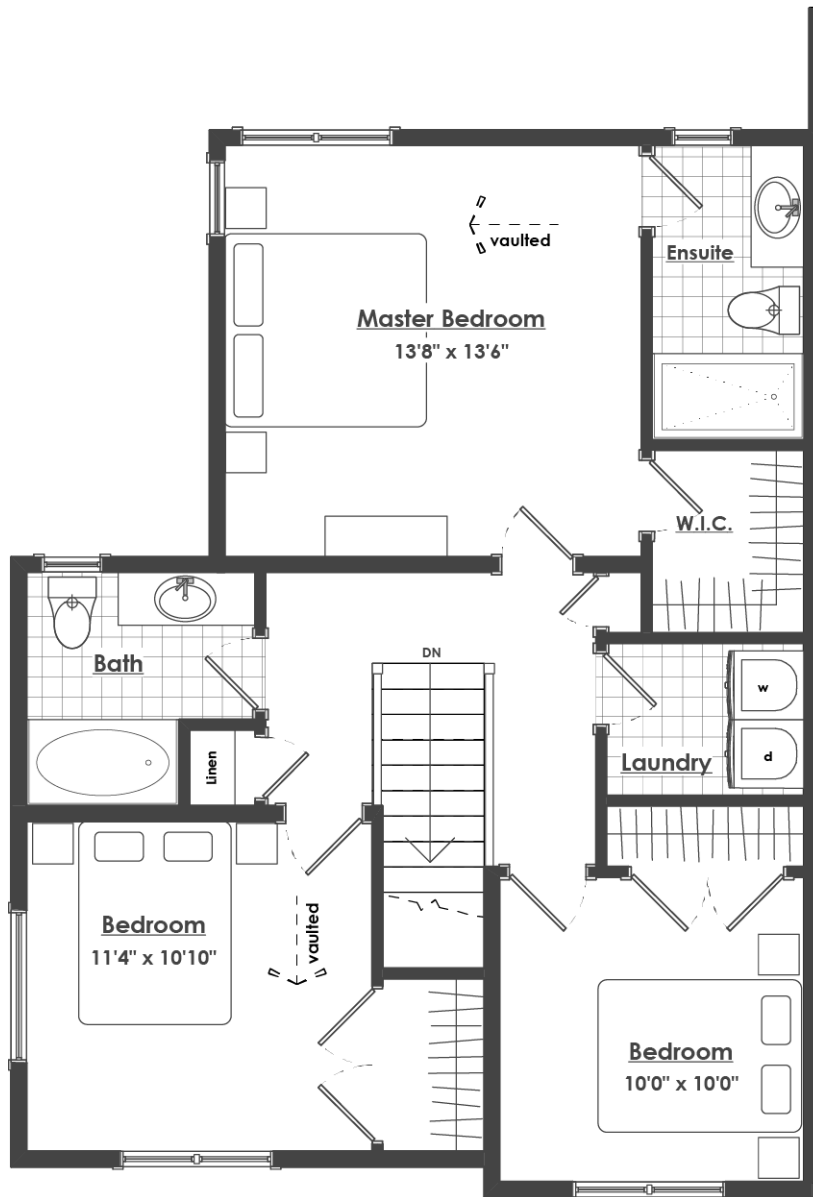 vaulted
Ensuite
Master Bedroom
13'8" x 13'6"
W.I.C.
DN
Bath
w
Linen
Laundry
d
Bedroom
11'4" x 10'10"
vaulted
Bedroom
10'0" x 10'0"